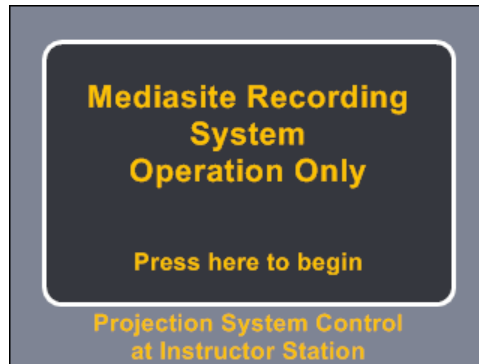 Mediasite Recording
System
Operation Only
Press here to begin
Projection System Control
at Instructor Station